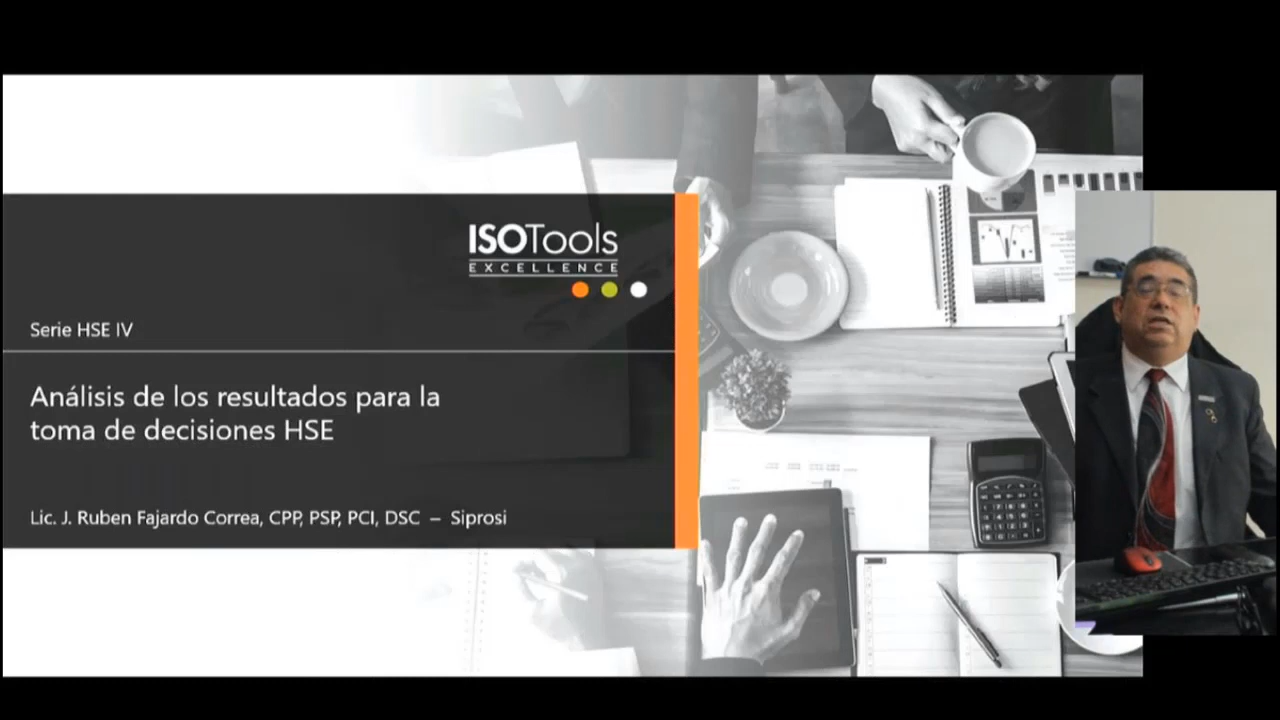 ISOTools
EXCELLENCE
Serie HSE IV
Análisis de los resultados para la
toma de decisiones HSE
Lic. J. Ruben Fajardo Correa, CPP, PSP, PCI, DSC – Siprosi